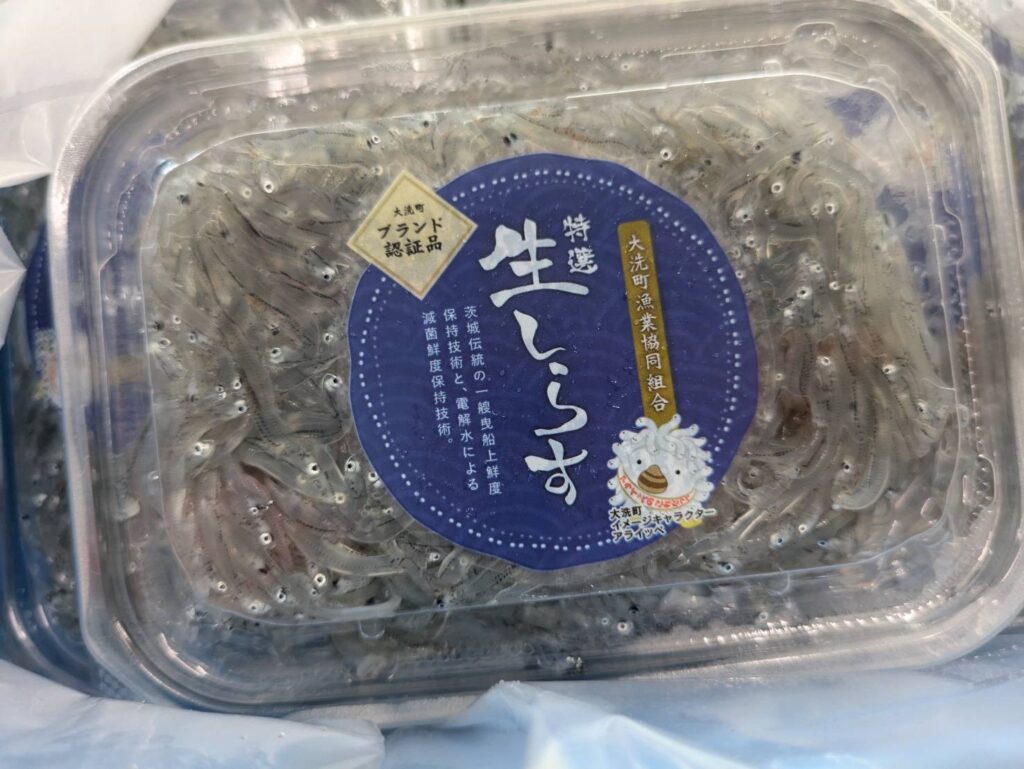 大洗町
ブランド
認証品
大洗町漁業協同組合
特選
生しらす
茨城伝統の一艘曳船上鮮度
保持技術と、電解水による
減菌鮮度保持技術。
大洗町
イメージキャラクター
アライッペ